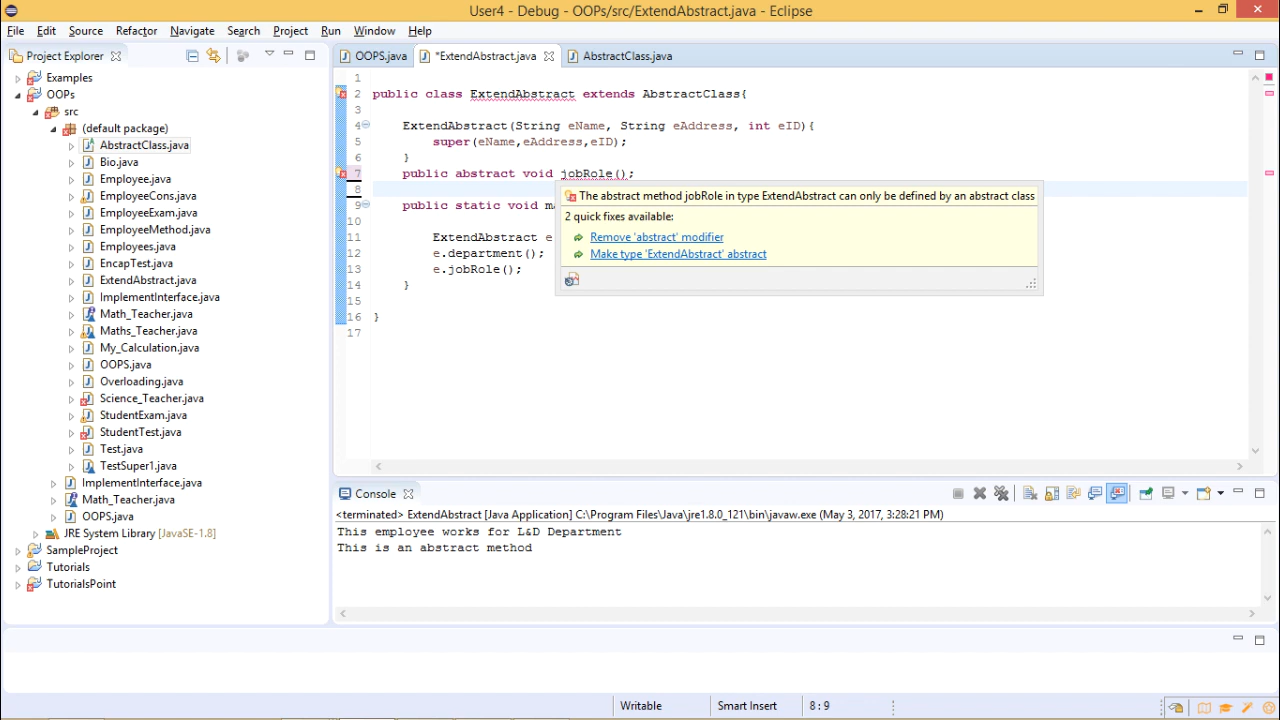 User4 - Debug - OOPs/src/ExtendAbstract.java - Eclipse
File Edit Source Refactor Navigate Search Project Run Window Help
Project Explorer
Examples
OOPs
src
(default package)
AbstractClass.java
Bio.java
Employee.java
EmployeeCons.java
EmployeeExam.java
EmployeeMethod.java
Employees.java
EncapTest.java
ExtendAbstract.java
ImplementInterface.java
Math_Teacher.java
Maths_Teacher.java
My_Calculation.java
OOPS.java
Overloading.java
Science_Teacher.java
StudentExam.java
StudentTest.java
Test.java
TestSuper1.java
ImplementInterface.java
Math_Teacher.java
OOPS.java
JRE System Library [JavaSE-1.8]
SampleProject
Tutorials
TutorialsPoint
OOPS.java *ExtendAbstract.java AbstractClass.java
1
2 public class ExtendAbstract extends AbstractClass{
3
4 ExtendAbstract(String eName, String eAddress, int eID){
5 super(eName,eAddress,eID);
6 }
7 public abstract void jobRole();
8
9 public static void m
10
11 ExtendAbstract e
12 e.department();
13 e.jobRole();
14 }
15
16 }
17
The abstract method jobRole in type ExtendAbstract can only be defined by an abstract class
2 quick fixes available:
Remove 'abstract' modifier
Make type 'ExtendAbstract' abstract
Console
<terminated> ExtendAbstract [Java Application] C:\Program Files\Java\jre1.8.0_121\bin\javaw.exe (May 3, 2017, 3:28:21 PM)
This employee works for L&D Department
This is an abstract method
Writable Smart Insert 8 : 9